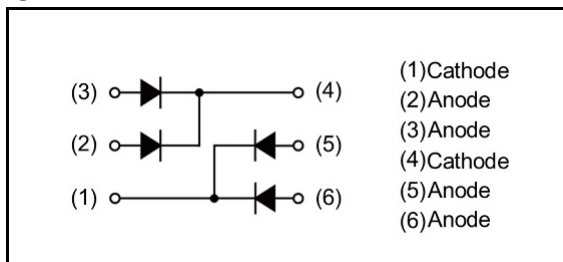 (3)
(4)
(2)
(5)
(1)
(6)
(1)Cathode
(2)Anode
(3)Anode
(4)Cathode
(5)Anode
(6)Anode